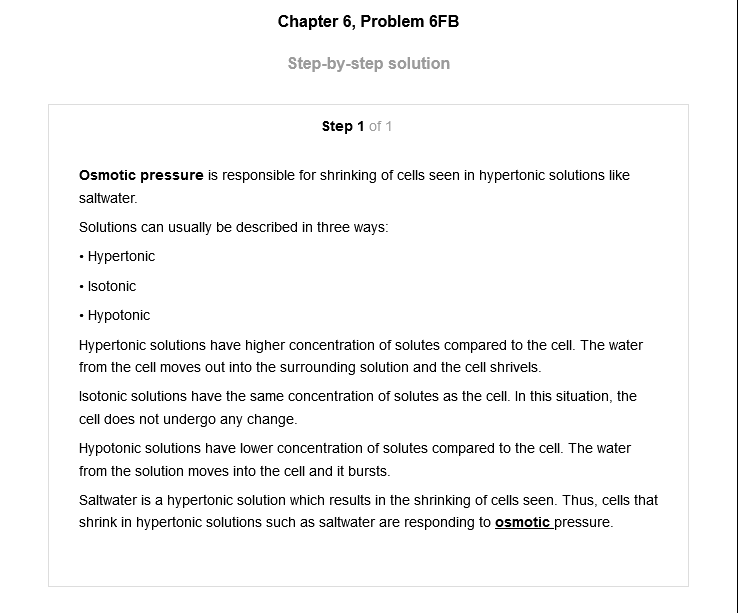 Chapter 6, Problem 6FB
Step-by-step solution
Step 1 of 1
Osmotic pressure is responsible for shrinking of cells seen in hypertonic solutions like
saltwater.
Solutions can usually be described in three ways:
• Hypertonic
• Isotonic
• Hypotonic
Hypertonic solutions have higher concentration of solutes compared to the cell. The water
from the cell moves out into the surrounding solution and the cell shrivels.
Isotonic solutions have the same concentration of solutes as the cell. In this situation, the
cell does not undergo any change.
Hypotonic solutions have lower concentration of solutes compared to the cell. The water
from the solution moves into the cell and it bursts.
Saltwater is a hypertonic solution which results in the shrinking of cells seen. Thus, cells that
shrink in hypertonic solutions such as saltwater are responding to osmotic pressure.